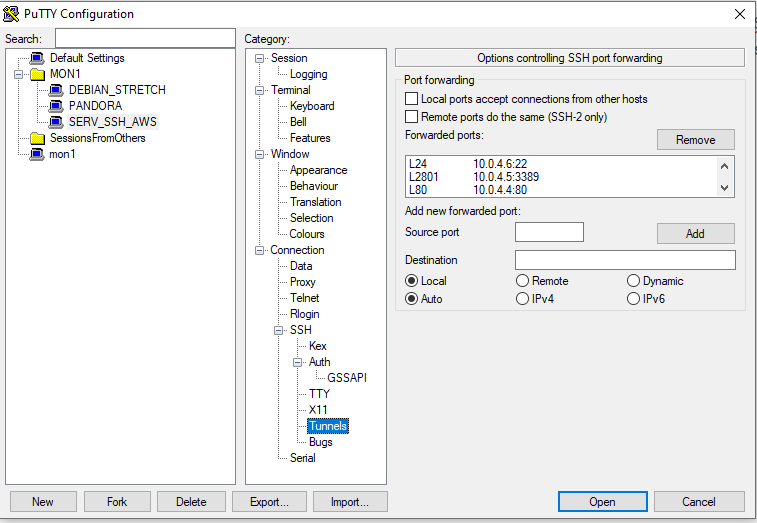 PuTTY Configuration
Search:
Default Settings
MON1
DEBIAN_STRETCH
PANDORA
SERV_SSH_AWS
SessionsFromOthers
mon1
Category:
Session
Logging
Terminal
Keyboard
Bell
Features
Window
Appearance
Behaviour
Translation
Selection
Colours
Connection
Data
Proxy
Telnet
Rlogin
SSH
Kex
Auth
GSSAPI
TTY
X11
Tunnels
Bugs
Serial
Options controlling SSH port forwarding
Port forwarding
Local ports accept connections from other hosts
Remote ports do the same (SSH-2 only)
Forwarded ports:
Remove
L24 10.0.4.6:22
L2801 10.0.4.5:3389
L80 10.0.4.4:80
Add new forwarded port:
Source port
Add
Destination
Local Remote Dynamic
Auto IPv4 IPv6
New Fork Delete Export... Import... Open Cancel